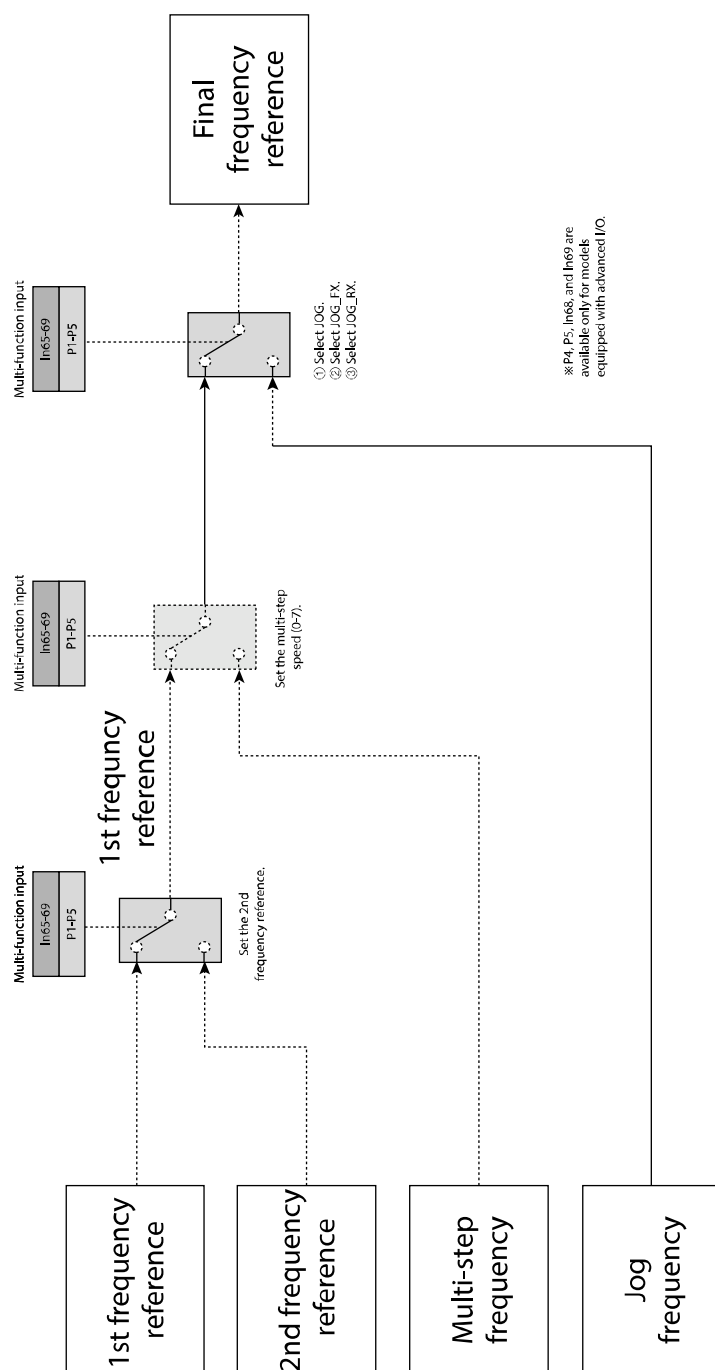 1st frequency
reference
2nd frequency
reference
Multi-step
frequency
Jog
frequency
Multi-function input
In65-69
P1-P5
Set the 2nd
frequency reference.
1st frequncy
reference
Multi-function input
In65-69
P1-P5
Set the multi-step
speed (0-7).
Multi-function input
In65-69
P1-P5
① Select JOG.
② Select JOG_FX.
③ Select JOG_RX.
Final
frequency
reference
※P4, P5, In68, and In69 are
available only for models
equipped with advanced I/O.